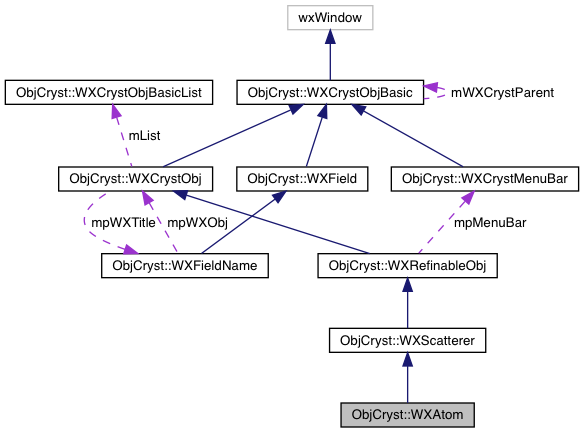 wxWindow
ObjCryst::WXCrystObjBasicList
ObjCryst::WXCrystObjBasic
mWXCrystParent
mList
ObjCryst::WXCrystObj
ObjCryst::WXField
ObjCryst::WXCrystMenuBar
mpWXTitle
mpWXObj
mpMenuBar
ObjCryst::WXFieldName
ObjCryst::WXRefinableObj
ObjCryst::WXScatterer
ObjCryst::WXAtom